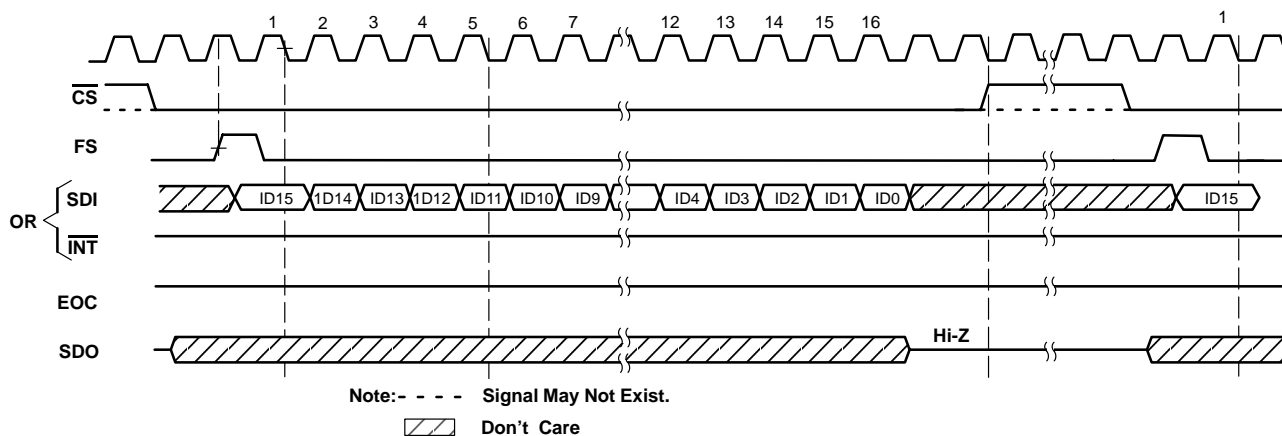 1 2 3 4 5 6 7 12 13 14 15 16 1
CS
FS
OR
SDI ID15 1D14 ID13 1D12 ID11 ID10 ID9 ID4 ID3 ID2 ID1 ID0 ID15
INT
EOC
SDO Hi-Z
Note:- - - - Signal May Not Exist.
Don't Care